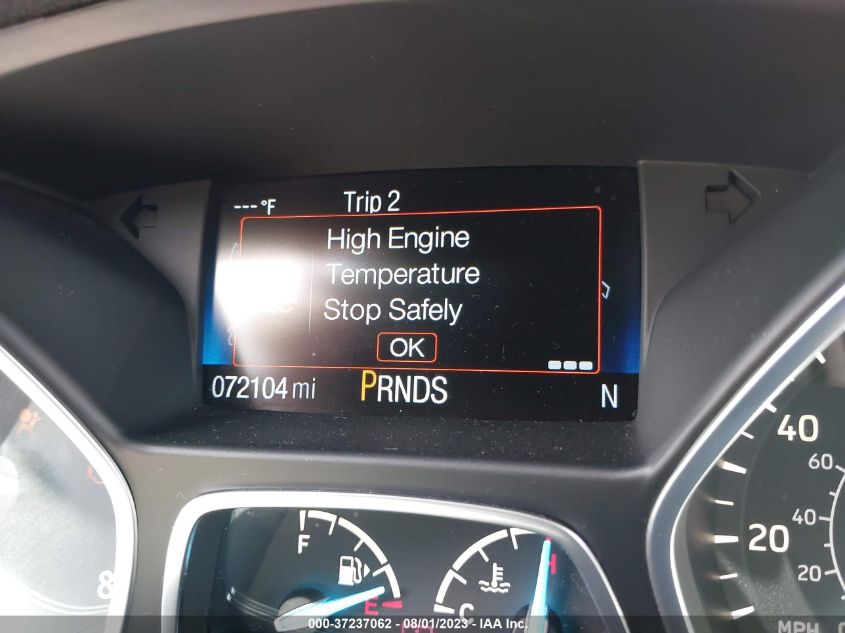 ---°F Trip 2
High Engine
Temperature
Stop Safely
OK
072104 mi PRNDS N
F
E
C
H
8
40
20
60
40
20
MPH
000-37237062 - 08/01/2023 - IAA Inc.